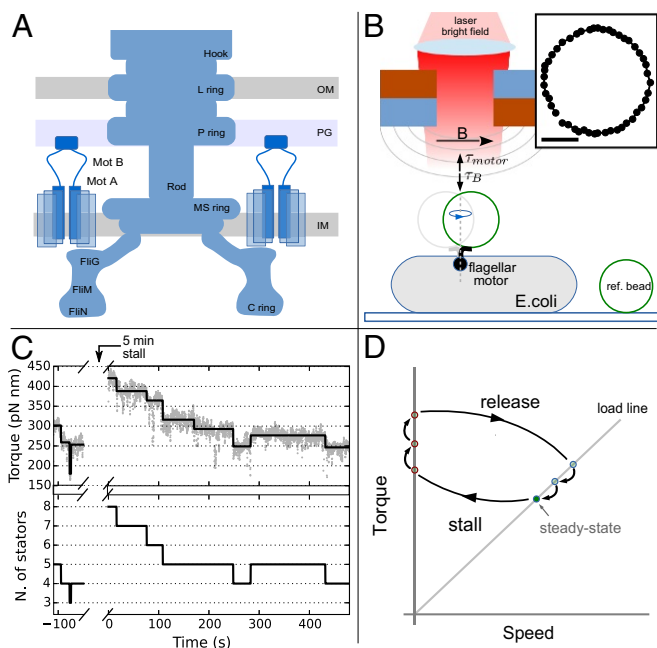 A
Hook
L ring
OM
P ring
PG
Mot B
Mot A
Rod
MS ring
IM
FliG
FliM
FliN
C ring
B
laser
bright field
B
τmotor
τB
flagellar
motor
E.coli
ref. bead
C
5 min
stall
Torque (pN nm)
450
400
350
300
250
200
150
N. of stators
8
7
6
5
4
3
−100
0
100
200
300
400
Time (s)
D
release
load line
Torque
stall
steady-state
Speed